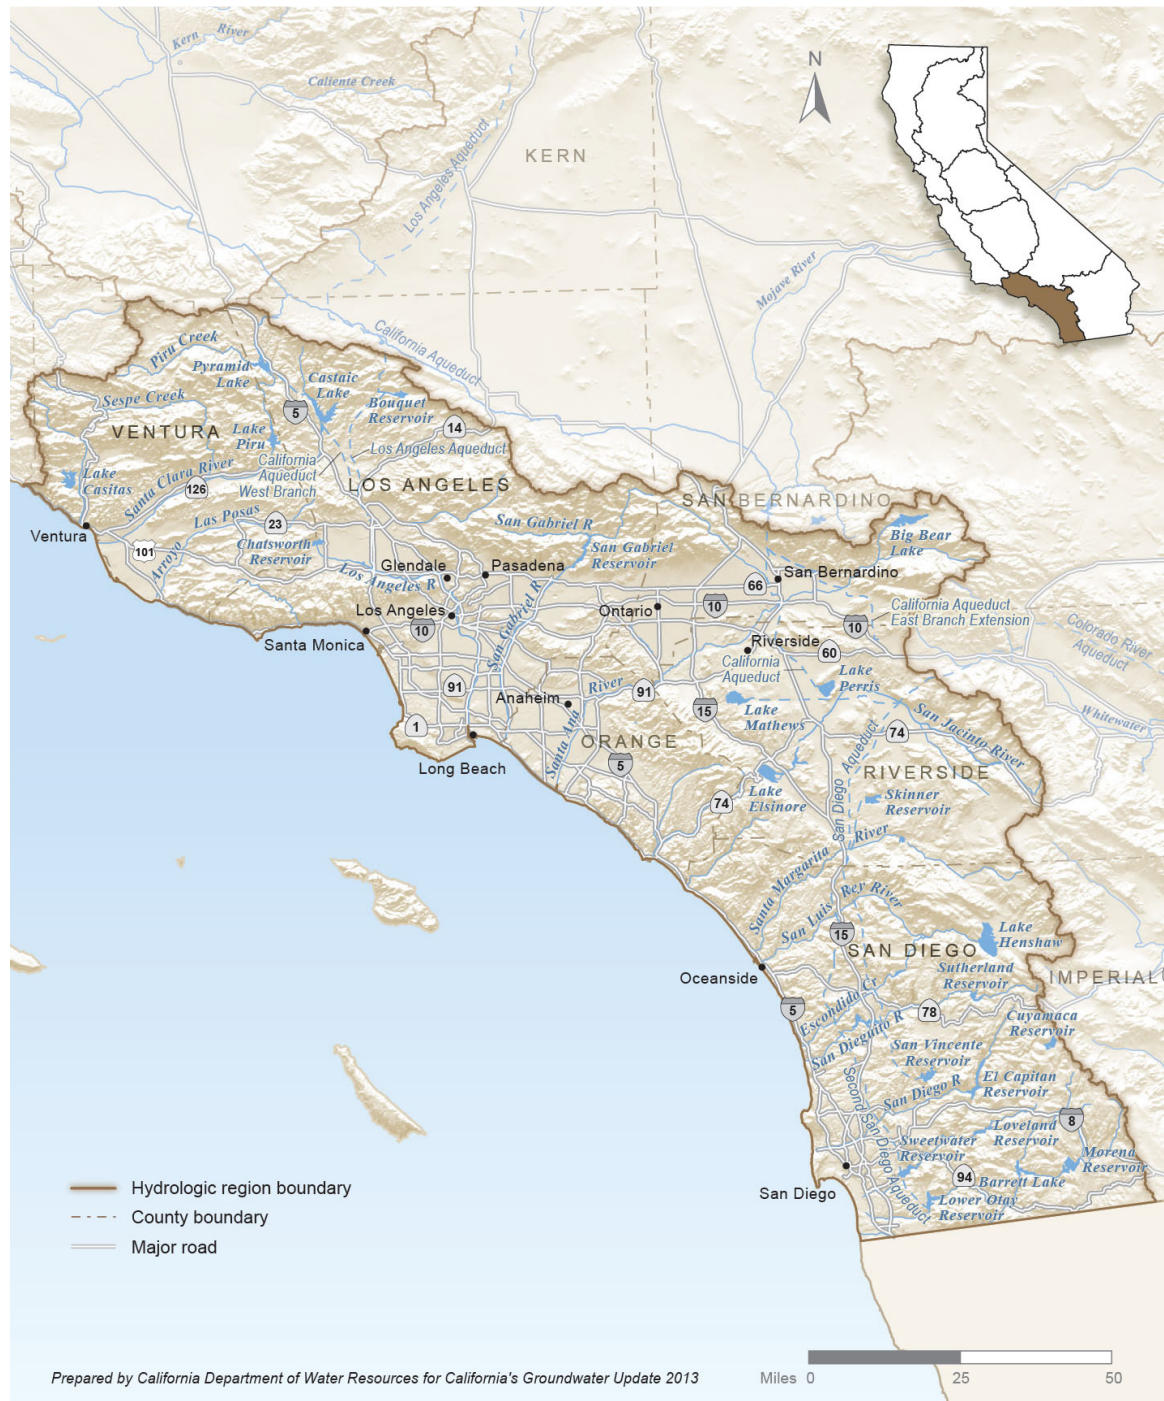 Kern River
Caliente Creek
N
Los Angeles Aqueduct
KERN
Mojave River
California Aqueduct
Piru Creek
Pyramid
Lake
Castaic
Lake
Sespe Creek
5
Bouquet
Reservoir
14
VENTURA
Lake
Piru
Los Angeles Aqueduct
California
Aqueduct
West Branch
Lake
Casitas
Santa Clara River
126
LOS ANGELES
SAN BERNARDINO
Las Posas
23
San Gabriel R
Big Bear
Lake
Ventura
101
Arroyo
Chatsworth
Reservoir
San Gabriel
Reservoir
Glendale
Pasadena
Los Angeles R
San Bernardino
66
Los Angeles
10
San Gabriel R
Ontario
10
California Aqueduct
East Branch Extension
10
Colorado River
Aqueduct
Santa Monica
Riverside
60
California
Aqueduct
Lake
Perris
91
Anaheim
River
91
Lake
Mathews
15
San Jacinto River
Whitewater
1
Santa Ana
ORANGE
74
Long Beach
5
Lake
Elsinore
San Diego Aqueduct
RIVERSIDE
74
Skinner
Reservoir
Santa Margarita River
San Luis Rey River
15
Lake
Henshaw
SAN DIEGO
Oceanside
Sutherland
Reservoir
IMPERIAL
5
Escondido Cr
78
Cuyamaca
Reservoir
San Dieguito R
San Vincente
Reservoir
El Capitan
Reservoir
San Diego R
Second San Diego Aqueduct
8
Loveland
Reservoir
Sweetwater
Reservoir
Morena
Reservoir
94
Barrett Lake
San Diego
Lower Otay
Reservoir
Hydrologic region boundary
County boundary
Major road
Prepared by California Department of Water Resources for California's Groundwater Update 2013
Miles 0 25 50